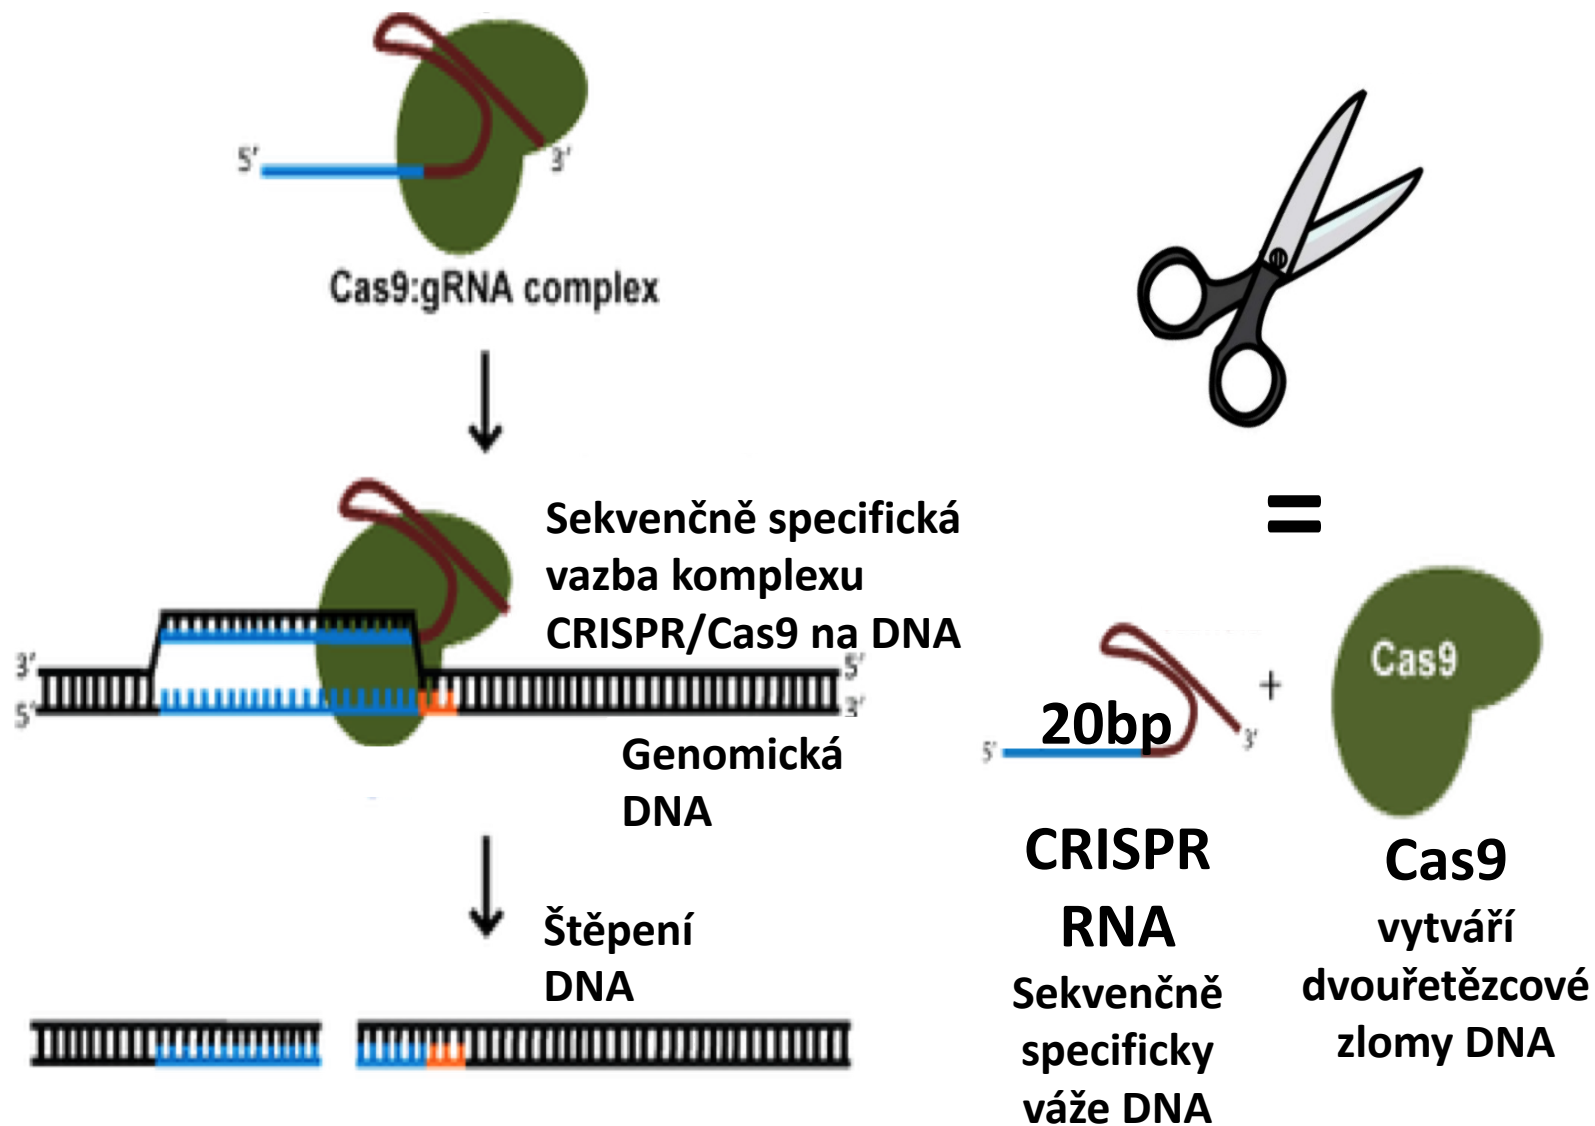 5′
3′
Cas9:gRNA complex
Sekvenčně specifická
vazba komplexu
CRISPR/Cas9 na DNA
3′
5′
5′
3′
Genomická
DNA
Štěpení
DNA
=
Cas9
+
20bp
5′
3′
CRISPR
RNA
Sekvenčně
specificky
váže DNA
Cas9
vytváří
dvouřetězcové
zlomy DNA